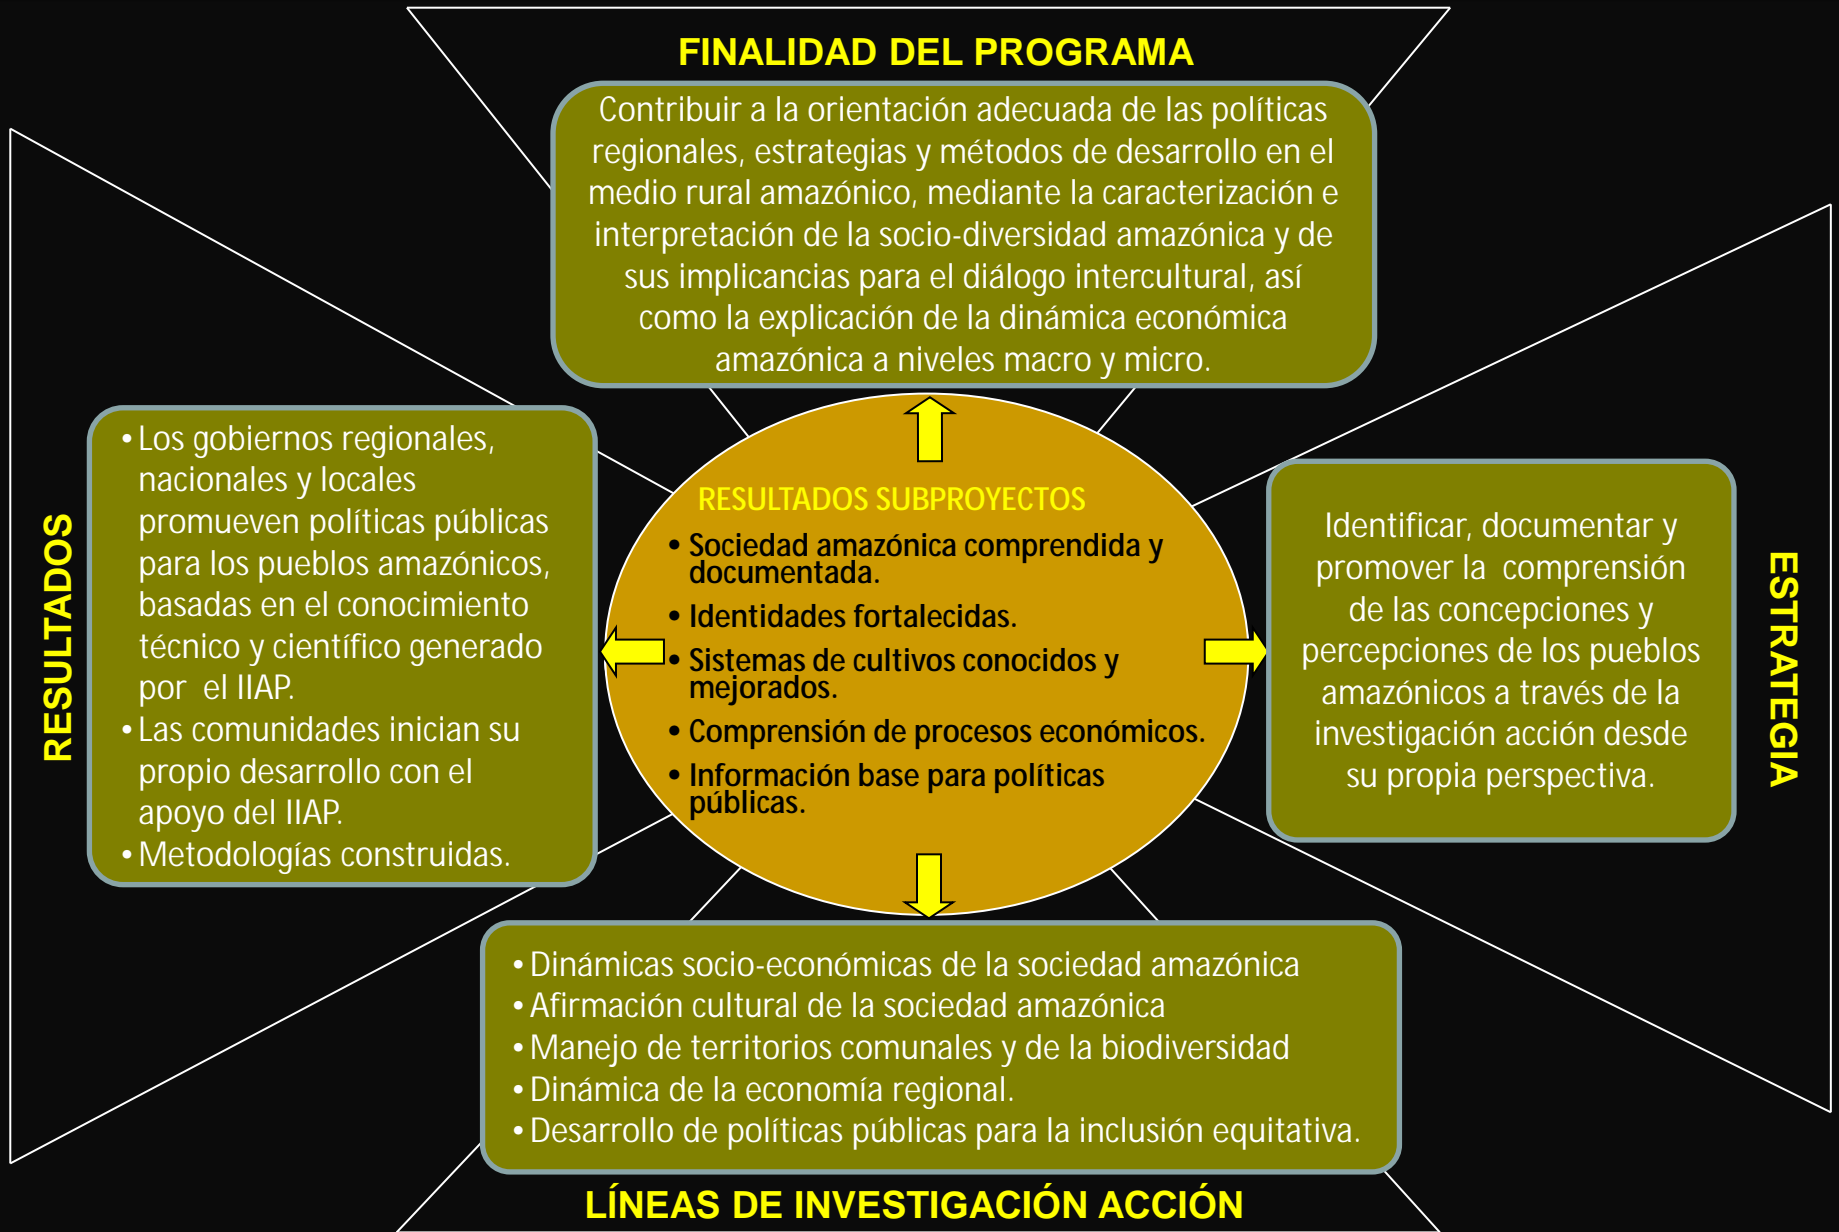 FINALIDAD DEL PROGRAMA
Contribuir a la orientación adecuada de las políticas
regionales, estrategias y métodos de desarrollo en el
medio rural amazónico, mediante la caracterización e
interpretación de la socio-diversidad amazónica y de
sus implicancias para el diálogo intercultural, así
como la explicación de la dinámica económica
amazónica a niveles macro y micro.
RESULTADOS
• Los gobiernos regionales,
nacionales y locales
promueven políticas públicas
para los pueblos amazónicos,
basadas en el conocimiento
técnico y científico generado
por el IIAP.
• Las comunidades inician su
propio desarrollo con el
apoyo del IIAP.
• Metodologías construidas.
RESULTADOS SUBPROYECTOS
• Sociedad amazónica comprendida y
documentada.
• Identidades fortalecidas.
• Sistemas de cultivos conocidos y
mejorados.
• Comprensión de procesos económicos.
• Información base para políticas
públicas.
Identificar, documentar y
promover la comprensión
de las concepciones y
percepciones de los pueblos
amazónicos a través de la
investigación acción desde
su propia perspectiva.
ESTRATEGIA
• Dinámicas socio-económicas de la sociedad amazónica
• Afirmación cultural de la sociedad amazónica
• Manejo de territorios comunales y de la biodiversidad
• Dinámica de la economía regional.
• Desarrollo de políticas públicas para la inclusión equitativa.
LÍNEAS DE INVESTIGACIÓN ACCIÓN